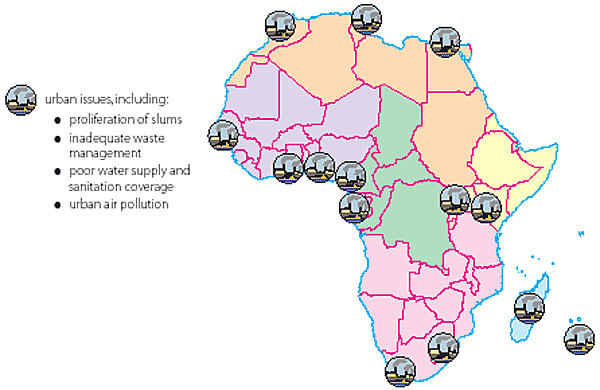 urban issues, including:
● proliferation of slums
● inadequate waste
management
● poor water supply and
sanitation coverage
● urban air pollution